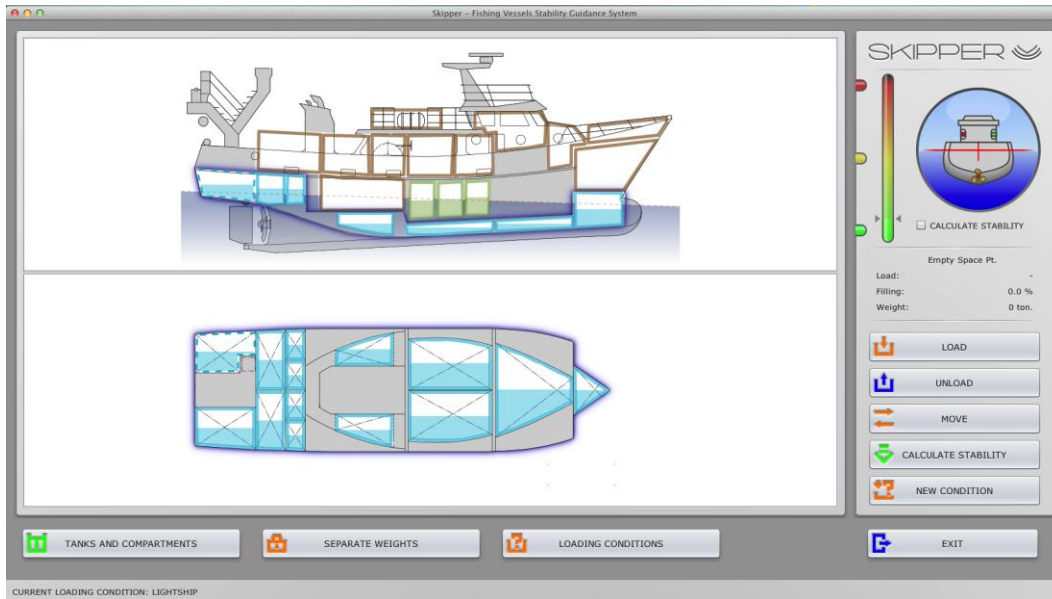 Skipper – Fishing Vessels Stability Guidance System
SKIPPER
CALCULATE STABILITY
Empty Space Pt.
Load: -
Filling: 0.0 %
Weight: 0 ton.
LOAD
UNLOAD
MOVE
CALCULATE STABILITY
NEW CONDITION
TANKS AND COMPARTMENTS
SEPARATE WEIGHTS
LOADING CONDITIONS
EXIT
CURRENT LOADING CONDITION: LIGHTSHIP